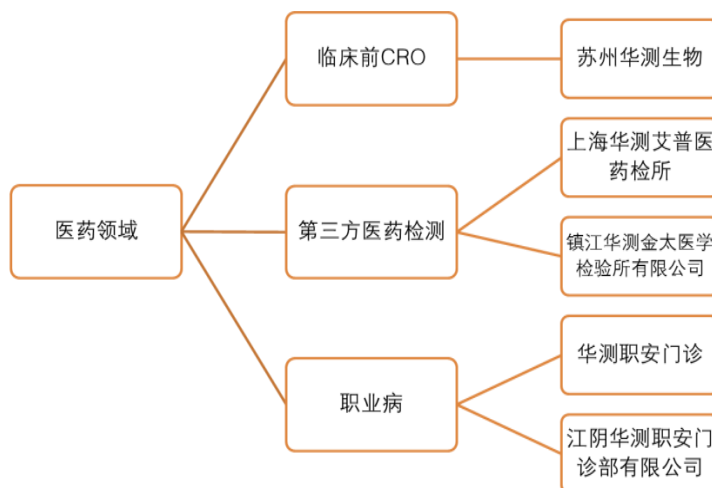 临床前CRO
苏州华测生物
上海华测艾普医
药检所
医药领域
第三方医药检测
镇江华测金太医学
检验所有限公司
华测职安门诊
职业病
江阴华测职安门
诊部有限公司